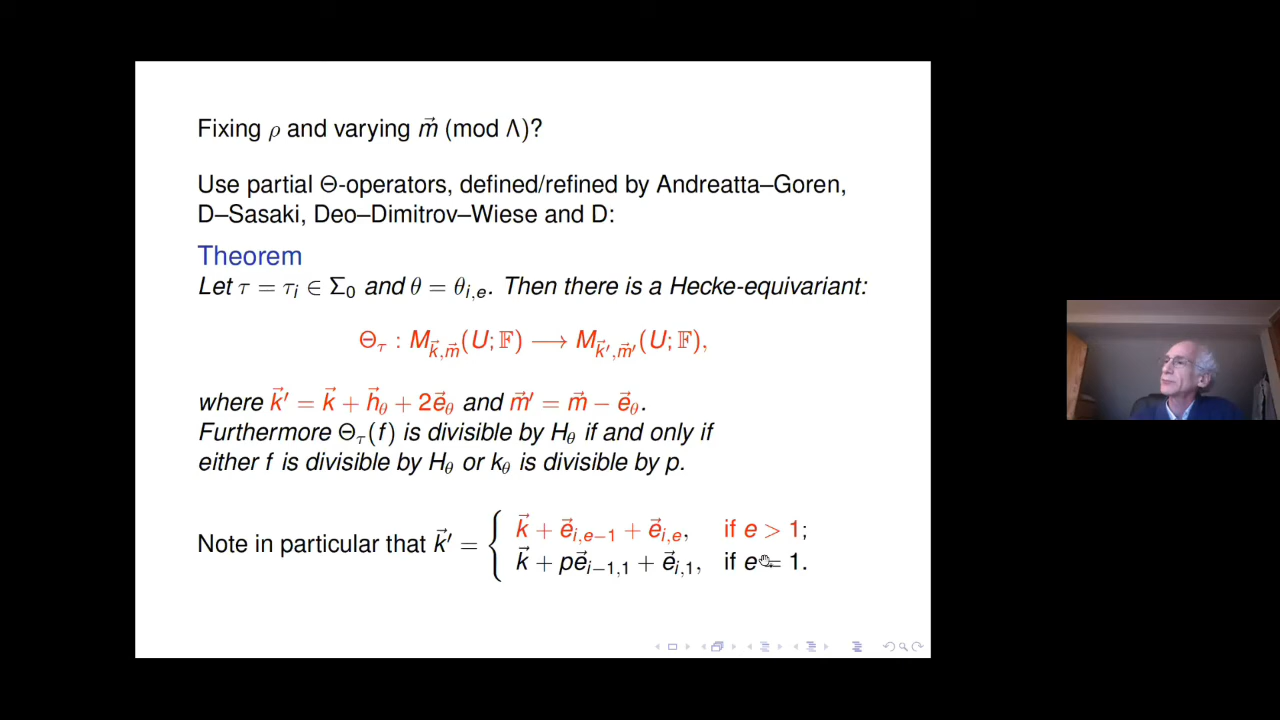 Fixing ρ and varying m⃗ (mod Λ)?
Use partial Θ-operators, defined/refined by Andreatta–Goren,
D–Sasaki, Deo–Dimitrov–Wiese and D:
Theorem
Let τ = τ_i ∈ Σ_0 and θ = θ_{i,e}. Then there is a Hecke-equivariant:
Θ_τ : M_{k⃗,m⃗}(U; 𝔽) ⟶ M_{k⃗′,m⃗′}(U; 𝔽),
where k⃗′ = k⃗ + h⃗_θ + 2e⃗_θ and m⃗′ = m⃗ − e⃗_θ.
Furthermore Θ_τ(f) is divisible by H_θ if and only if
either f is divisible by H_θ or k_θ is divisible by p.
Note in particular that k⃗′ = { k⃗ + e⃗_{i,e−1} + e⃗_{i,e}, if e > 1;
k⃗ + pe⃗_{i−1,1} + e⃗_{i,1}, if e = 1.